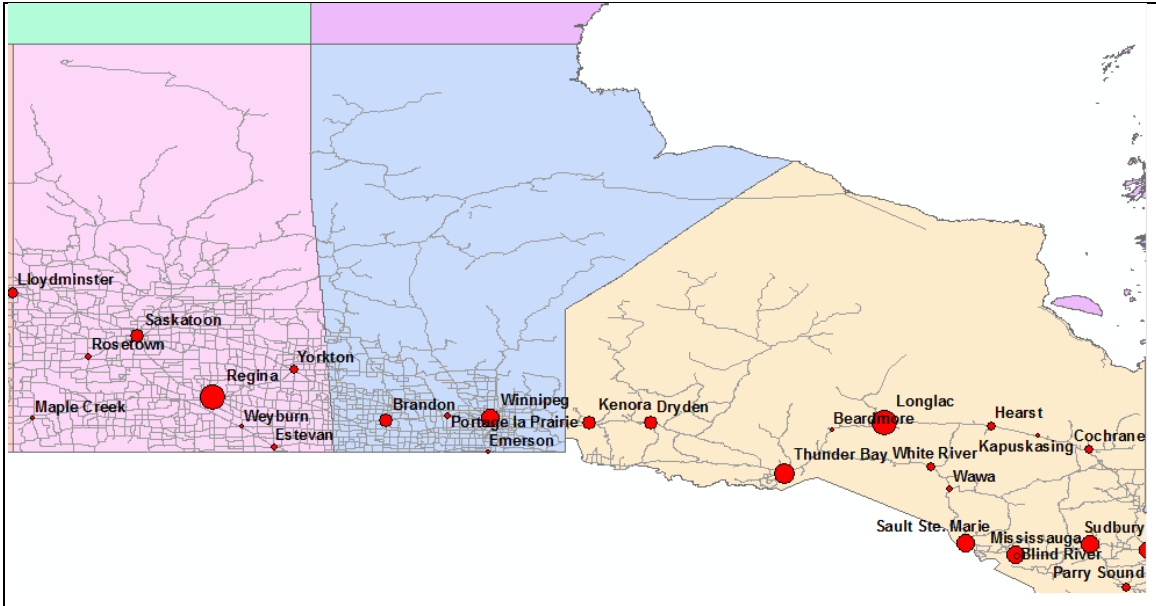 Lloydminster
Saskatoon
Rosetown
Yorkton
Regina
Maple Creek
Weyburn
Estevan
Brandon
Winnipeg
Portage la Prairie
Emerson
Kenora
Dryden
Longlac
Beardmore
Hearst
Kapuskasing
Cochrane
Thunder Bay
White River
Wawa
Sault Ste. Marie
Mississauga
Sudbury
Blind River
Parry Sound